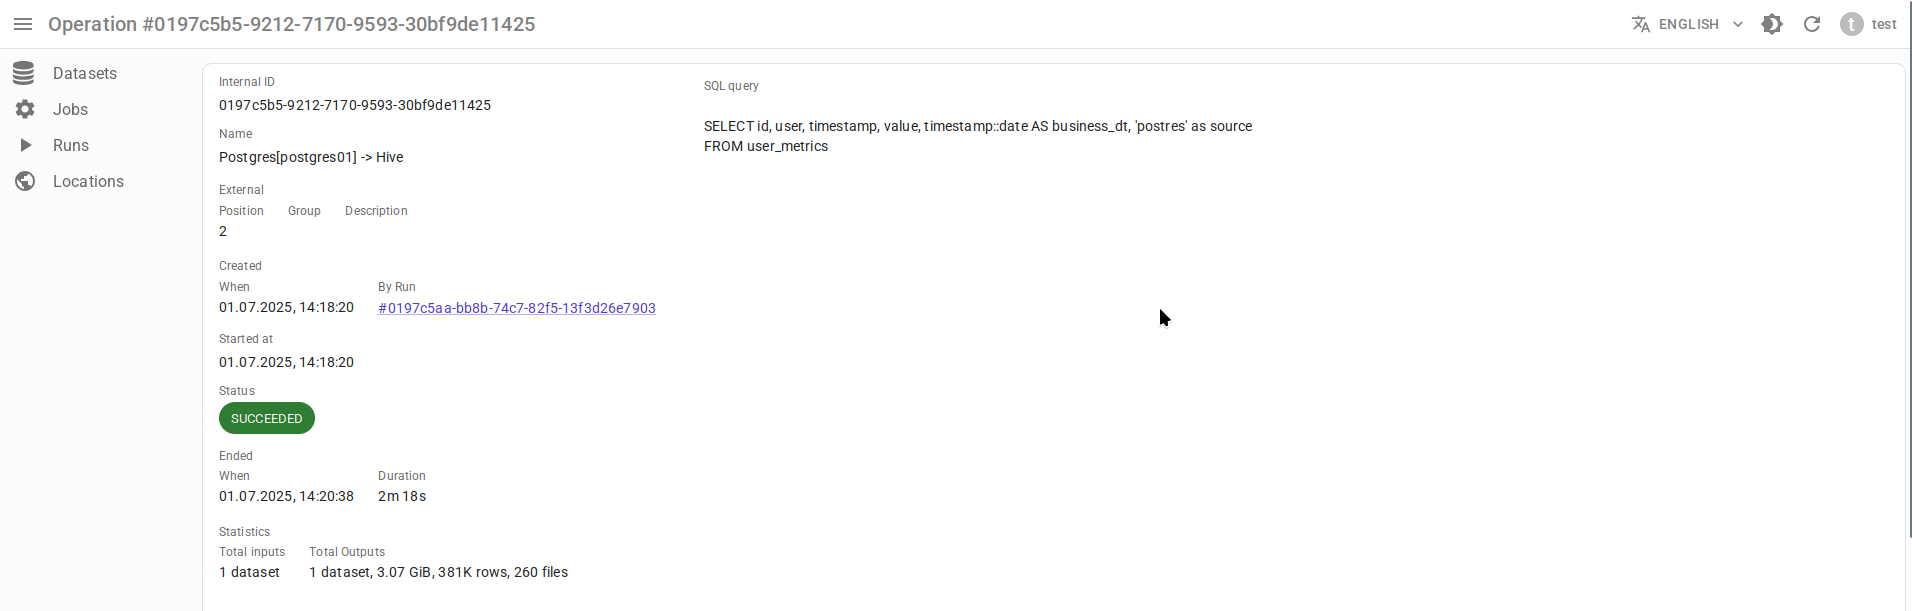 Operation #0197c5b5-9212-7170-9593-30bf9de11425
ENGLISH
t
test
Datasets
Jobs
Runs
Locations
Internal ID
0197c5b5-9212-7170-9593-30bf9de11425
Name
Postgres[postgres01] -> Hive
External
Position Group Description
2
Created
When By Run
01.07.2025, 14:18:20 #0197c5aa-bb8b-74c7-82f5-13f3d26e7903
Started at
01.07.2025, 14:18:20
Status
SUCCEEDED
Ended
When Duration
01.07.2025, 14:20:38 2m 18s
Statistics
Total inputs Total Outputs
1 dataset 1 dataset, 3.07 GiB, 381K rows, 260 files
SQL query
SELECT id, user, timestamp, value, timestamp::date AS business_dt, 'postres' as source
FROM user_metrics